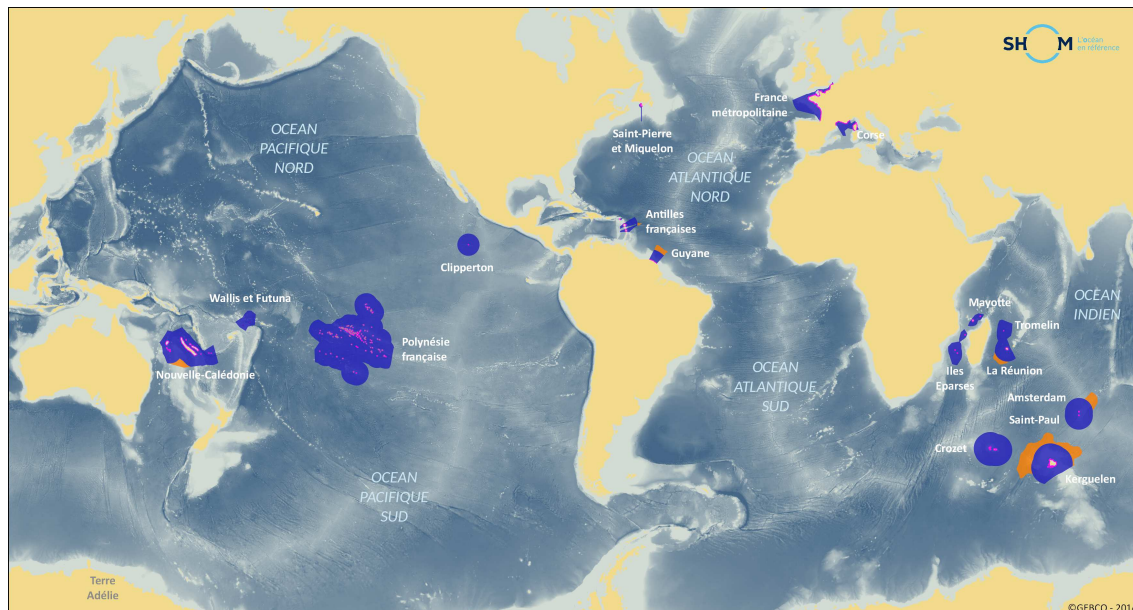 SHOM
L'océan
en référence
France
métropolitaine
Corse
Saint-Pierre
et Miquelon
OCEAN
PACIFIQUE
NORD
OCEAN
ATLANTIQUE
NORD
Antilles
françaises
Guyane
Clipperton
Wallis et Futuna
Polynésie
française
Nouvelle-Calédonie
Mayotte
OCEAN
INDIEN
Tromelin
Iles
Eparses
La Réunion
OCEAN
ATLANTIQUE
SUD
Amsterdam
Saint-Paul
Crozet
Kerguelen
OCEAN
PACIFIQUE
SUD
Terre
Adélie
©GEBCO - 201